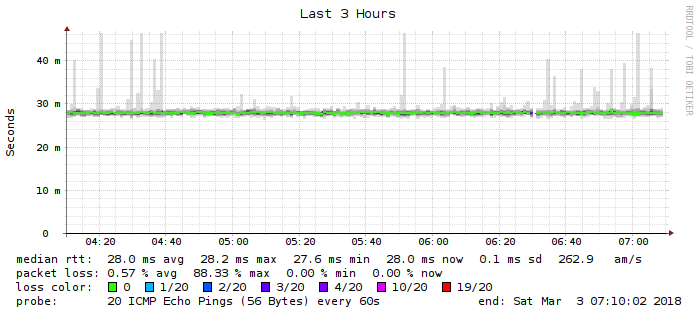 Last 3 Hours
RRDTOOL / TOBI OETIKER
Seconds
40 m
30 m
20 m
10 m
0
04:20 04:40 05:00 05:20 05:40 06:00 06:20 06:40 07:00
median rtt: 28.0 ms avg 28.2 ms max 27.6 ms min 28.0 ms now 0.1 ms sd 262.9 am/s
packet loss: 0.57 % avg 88.33 % max 0.00 % min 0.00 % now
loss color: 0 1/20 2/20 3/20 4/20 10/20 19/20
probe: 20 ICMP Echo Pings (56 Bytes) every 60s end: Sat Mar 3 07:10:02 2018